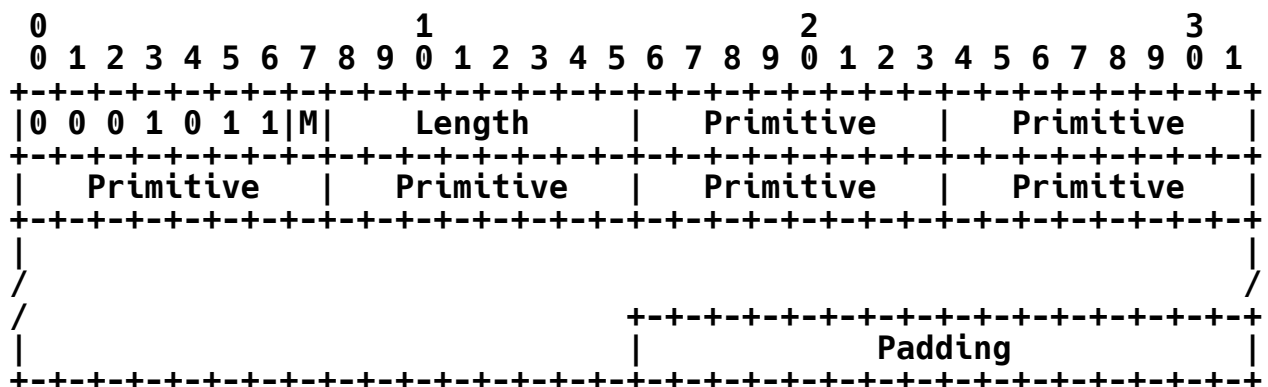 0                   1                   2                   3
 0 1 2 3 4 5 6 7 8 9 0 1 2 3 4 5 6 7 8 9 0 1 2 3 4 5 6 7 8 9 0 1
+-+-+-+-+-+-+-+-+-+-+-+-+-+-+-+-+-+-+-+-+-+-+-+-+-+-+-+-+-+-+-+-+
|0 0 0 1 0 1 1|M|    Length     |   Primitive   |   Primitive   |
+-+-+-+-+-+-+-+-+-+-+-+-+-+-+-+-+-+-+-+-+-+-+-+-+-+-+-+-+-+-+-+-+
|   Primitive   |   Primitive   |   Primitive   |   Primitive   |
+-+-+-+-+-+-+-+-+-+-+-+-+-+-+-+-+-+-+-+-+-+-+-+-+-+-+-+-+-+-+-+-+
|                                                               |
/                                                               /
/                               +-+-+-+-+-+-+-+-+-+-+-+-+-+-+-+-+
|                               |            Padding            |
+-+-+-+-+-+-+-+-+-+-+-+-+-+-+-+-+-+-+-+-+-+-+-+-+-+-+-+-+-+-+-+-+